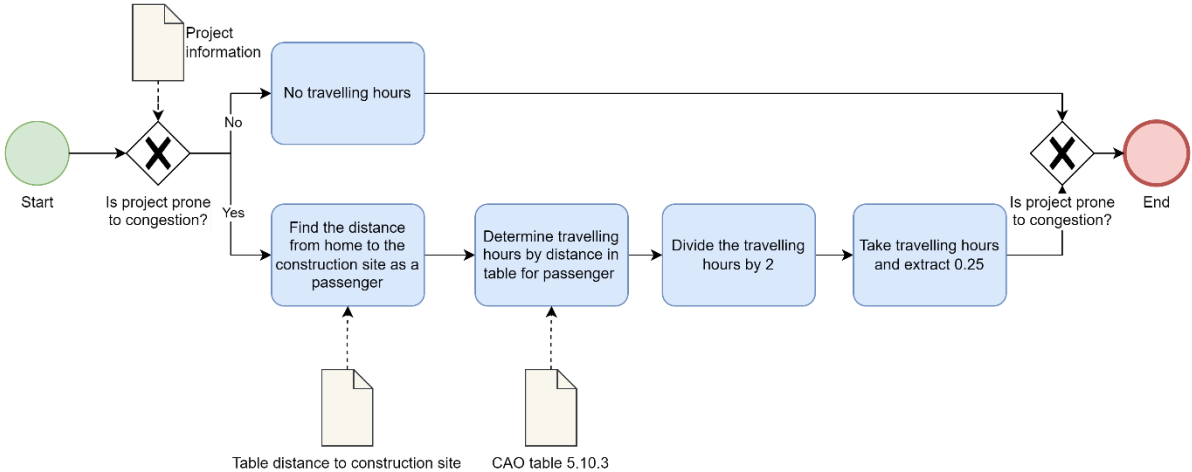 Project
information
No travelling hours
No
Start
Is project prone
to congestion?
Yes
Find the distance
from home to the
construction site as a
passenger
Determine travelling
hours by distance in
table for passenger
Divide the travelling
hours by 2
Take travelling hours
and extract 0.25
Is project prone
to congestion?
End
Table distance to construction site
CAO table 5.10.3